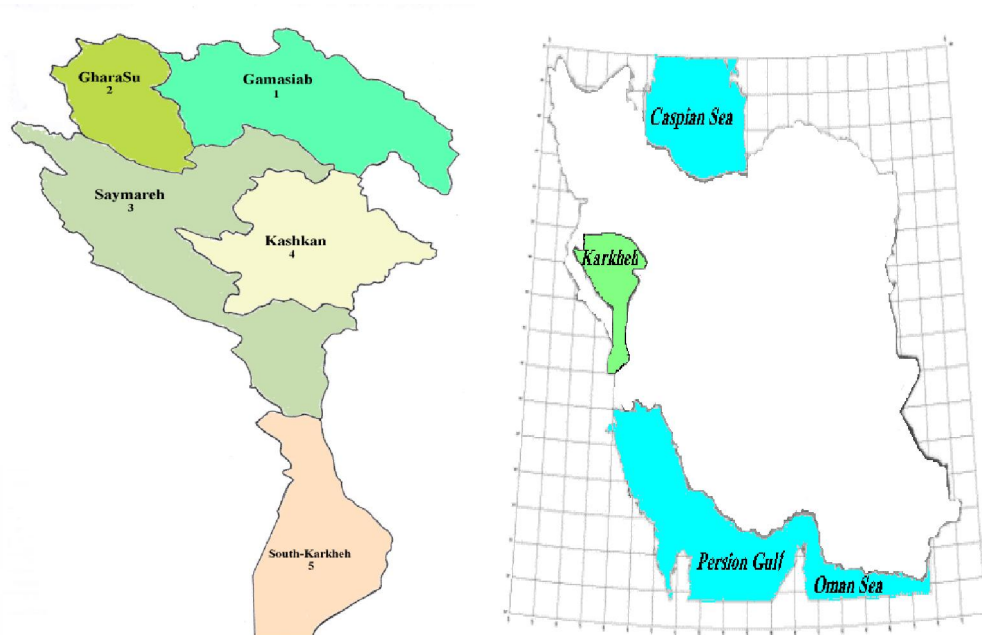 GharaSu
2
Gamasiab
1
Saymareh
3
Kashkan
4
South-Karkheh
5
Caspian Sea
Karkheh
Persion Gulf
Oman Sea